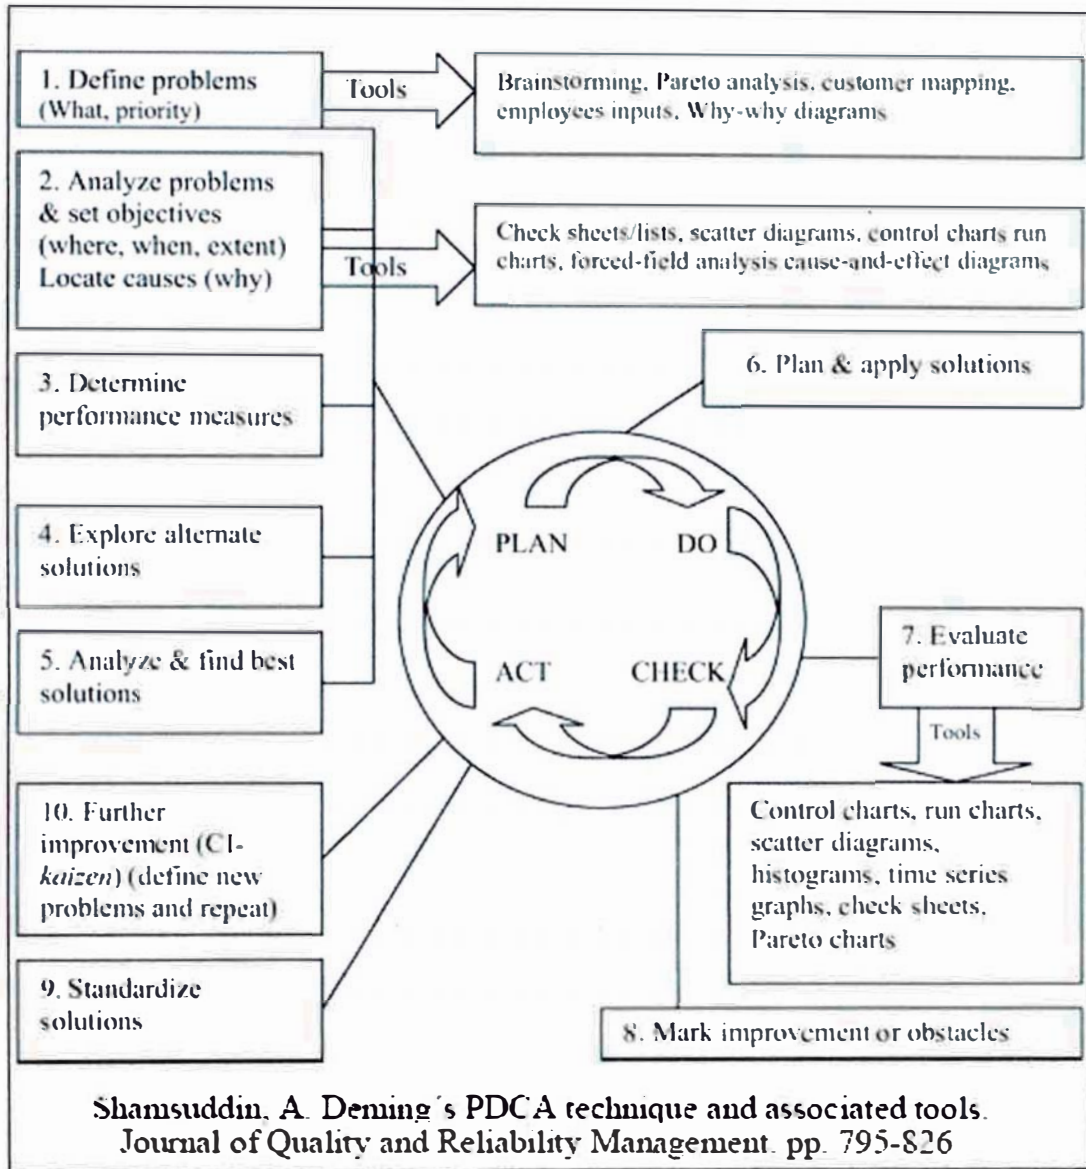 1. Define problems
(What, priority)
Tools
Brainstorming, Pareto analysis, customer mapping,
employees inputs, Why-why diagrams
2. Analyze problems
& set objectives
(where, when, extent)
Locate causes (why)
Tools
Check sheets/lists, scatter diagrams, control charts run
charts, forced-field analysis cause-and-effect diagrams
3. Determine
performance measures
6. Plan & apply solutions
4. Explore alternate
solutions
PLAN
DO
5. Analyze & find best
solutions
ACT
CHECK
7. Evaluate
performance
Tools
10. Further
improvement (CI-
kaizen) (define new
problems and repeat)
Control charts, run charts,
scatter diagrams,
histograms, time series
graphs, check sheets,
Pareto charts
9. Standardize
solutions
8. Mark improvement or obstacles
Shamsuddin, A. Deming´s PDCA technique and associated tools.
Journal of Quality and Reliability Management. pp. 795-826